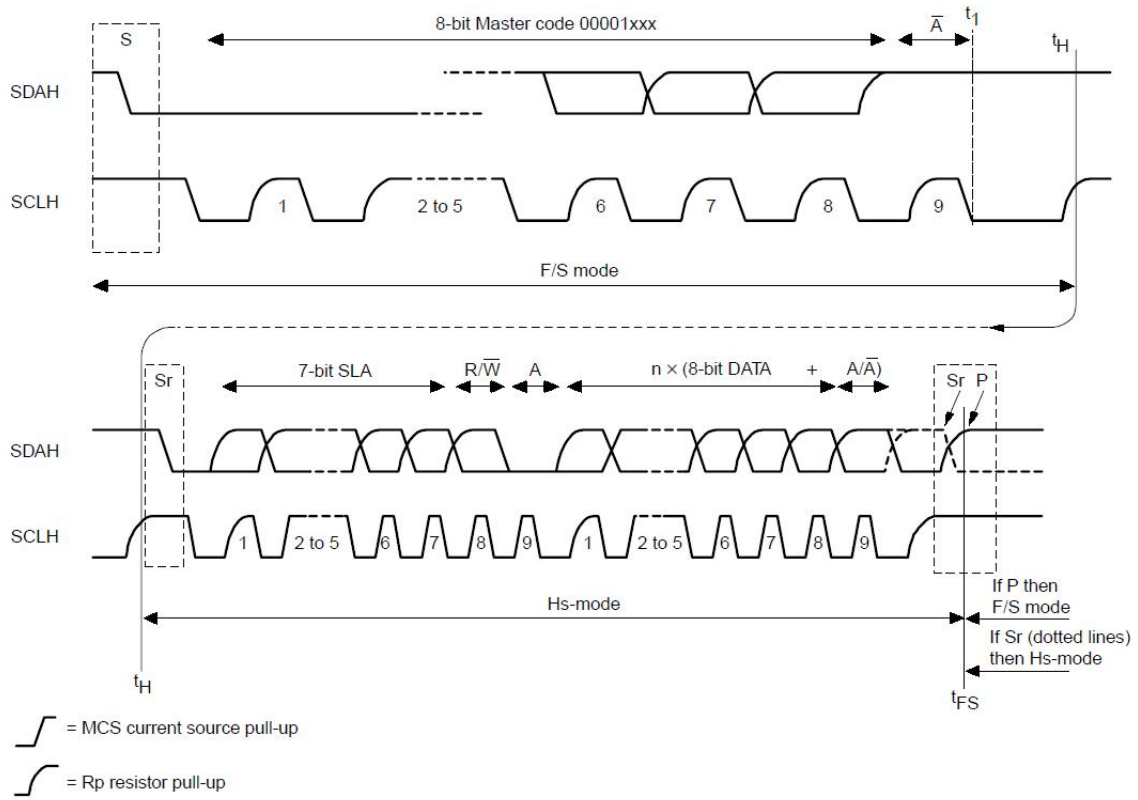 S
8-bit Master code 00001xxx
A̅
t1
tH
SDAH
SCLH
1
2 to 5
6
7
8
9
F/S mode
Sr
7-bit SLA
R/W̅
A
n × (8-bit DATA + A/A̅)
Sr P
SDAH
SCLH
1
2 to 5
6
7
8
9
1
2 to 5
6
7
8
9
Hs-mode
If P then
F/S mode
If Sr (dotted lines)
then Hs-mode
tH
tFS
= MCS current source pull-up
= Rp resistor pull-up